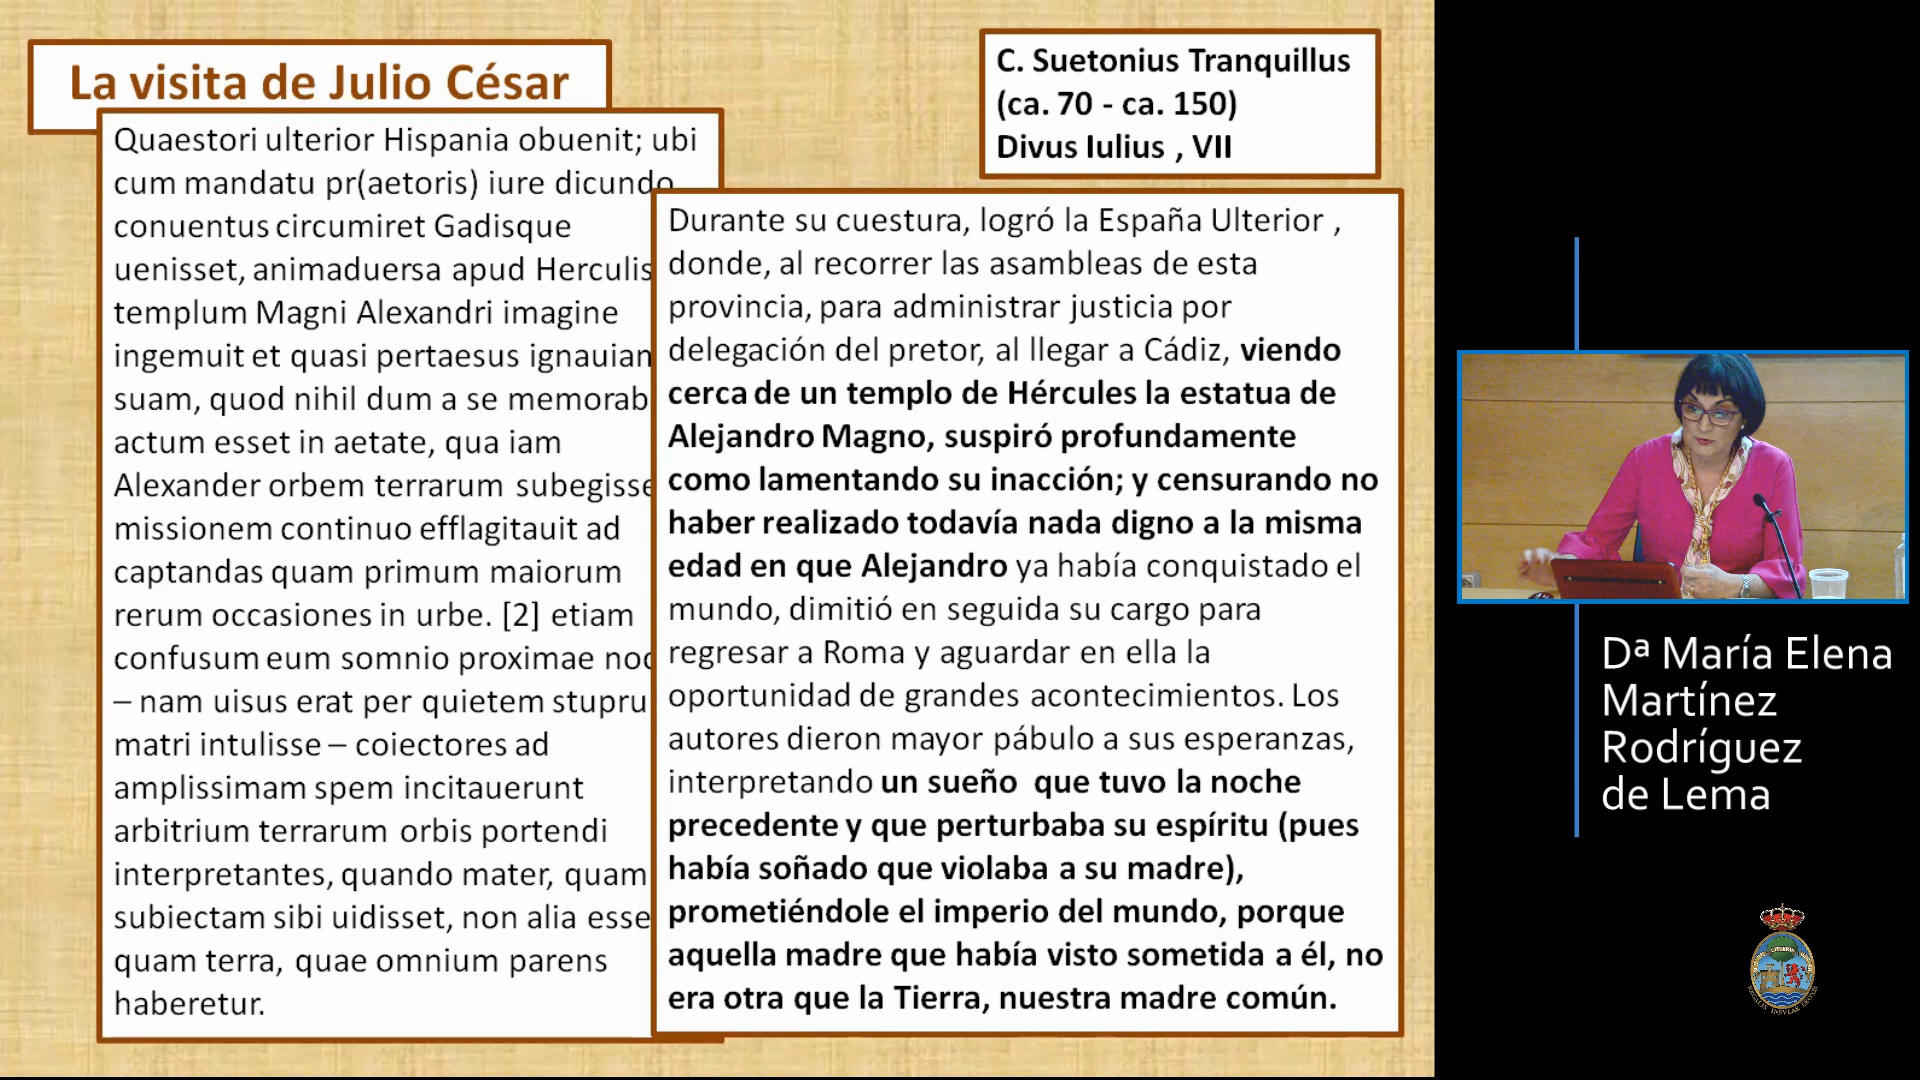 La visita de Julio César
C. Suetonius Tranquillus
(ca. 70 - ca. 150)
Divus Iulius , VII
Quaestori ulterior Hispania obuenit; ubi
cum mandatu pr(aetoris) iure dicundo
conuentus circumiret Gadisque
uenisset, animaduersa apud Herculis
templum Magni Alexandri imagine
ingemuit et quasi pertaesus ignauian
suam, quod nihil dum a se memorab
actum esset in aetate, qua iam
Alexander orbem terrarum subegisse
missionem continuo efflagitauit ad
captandas quam primum maiorum
rerum occasiones in urbe. [2] etiam
confusum eum somnio proximae noc
– nam uisus erat per quietem stupru
matri intulisse – coiectores ad
amplissimam spem incitauerunt
arbitrium terrarum orbis portendi
interpretantes, quando mater, quam
subiectam sibi uidisset, non alia esse
quam terra, quae omnium parens
haberetur.
Durante su cuestura, logró la España Ulterior ,
donde, al recorrer las asambleas de esta
provincia, para administrar justicia por
delegación del pretor, al llegar a Cádiz, viendo
cerca de un templo de Hércules la estatua de
Alejandro Magno, suspiró profundamente
como lamentando su inacción; y censurando no
haber realizado todavía nada digno a la misma
edad en que Alejandro ya había conquistado el
mundo, dimitió en seguida su cargo para
regresar a Roma y aguardar en ella la
oportunidad de grandes acontecimientos. Los
autores dieron mayor pábulo a sus esperanzas,
interpretando un sueño que tuvo la noche
precedente y que perturbaba su espíritu (pues
había soñado que violaba a su madre),
prometiéndole el imperio del mundo, porque
aquella madre que había visto sometida a él, no
era otra que la Tierra, nuestra madre común.
Dª María Elena
Martínez
Rodríguez
de Lema